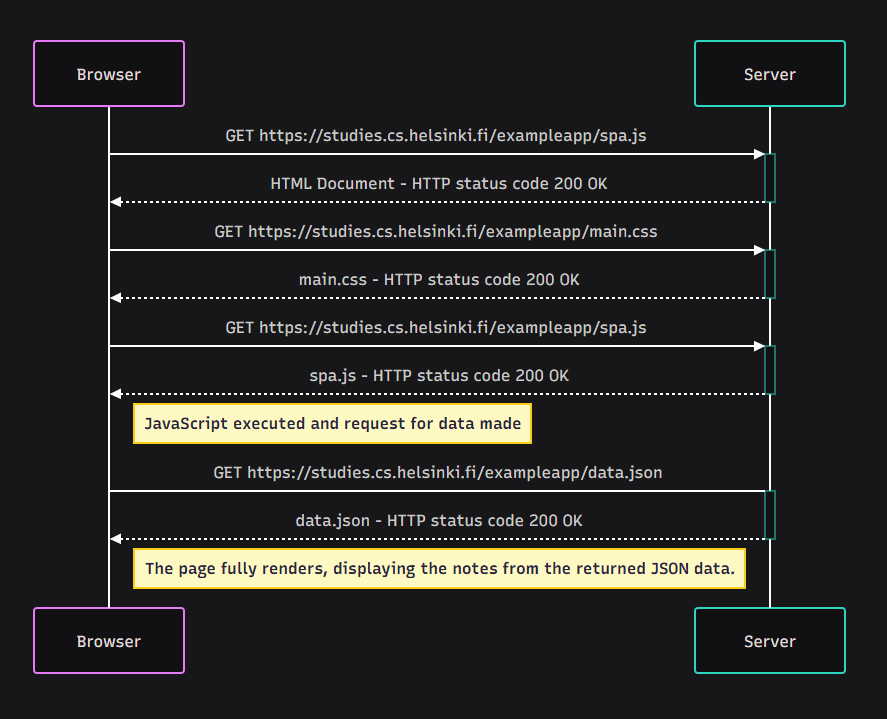 Browser
Server
GET https://studies.cs.helsinki.fi/exampleapp/spa.js
HTML Document - HTTP status code 200 OK
GET https://studies.cs.helsinki.fi/exampleapp/main.css
main.css - HTTP status code 200 OK
GET https://studies.cs.helsinki.fi/exampleapp/spa.js
spa.js - HTTP status code 200 OK
JavaScript executed and request for data made
GET https://studies.cs.helsinki.fi/exampleapp/data.json
data.json - HTTP status code 200 OK
The page fully renders, displaying the notes from the returned JSON data.
Browser
Server